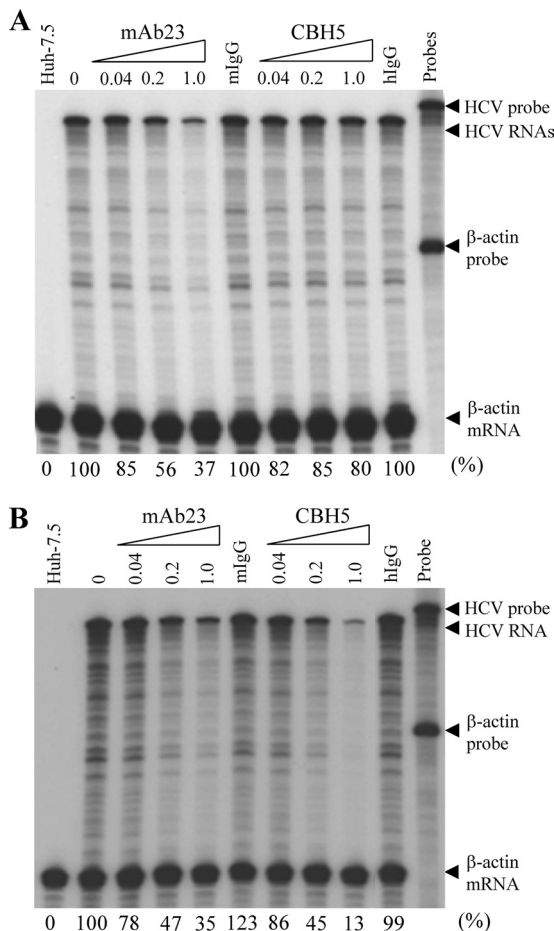 A
mAb23
CBH5
Huh-7.5
0
0.04
0.2
1.0
mIgG
0.04
0.2
1.0
hIgG
Probes
HCV probe
HCV RNAs
β-actin
probe
β-actin
mRNA
0 100 85 56 37 100 82 85 80 100 (%)
B
mAb23
CBH5
Huh-7.5
0
0.04
0.2
1.0
mIgG
0.04
0.2
1.0
hIgG
Probe
HCV probe
HCV RNA
β-actin
probe
β-actin
mRNA
0 100 78 47 35 123 86 45 13 99 (%)